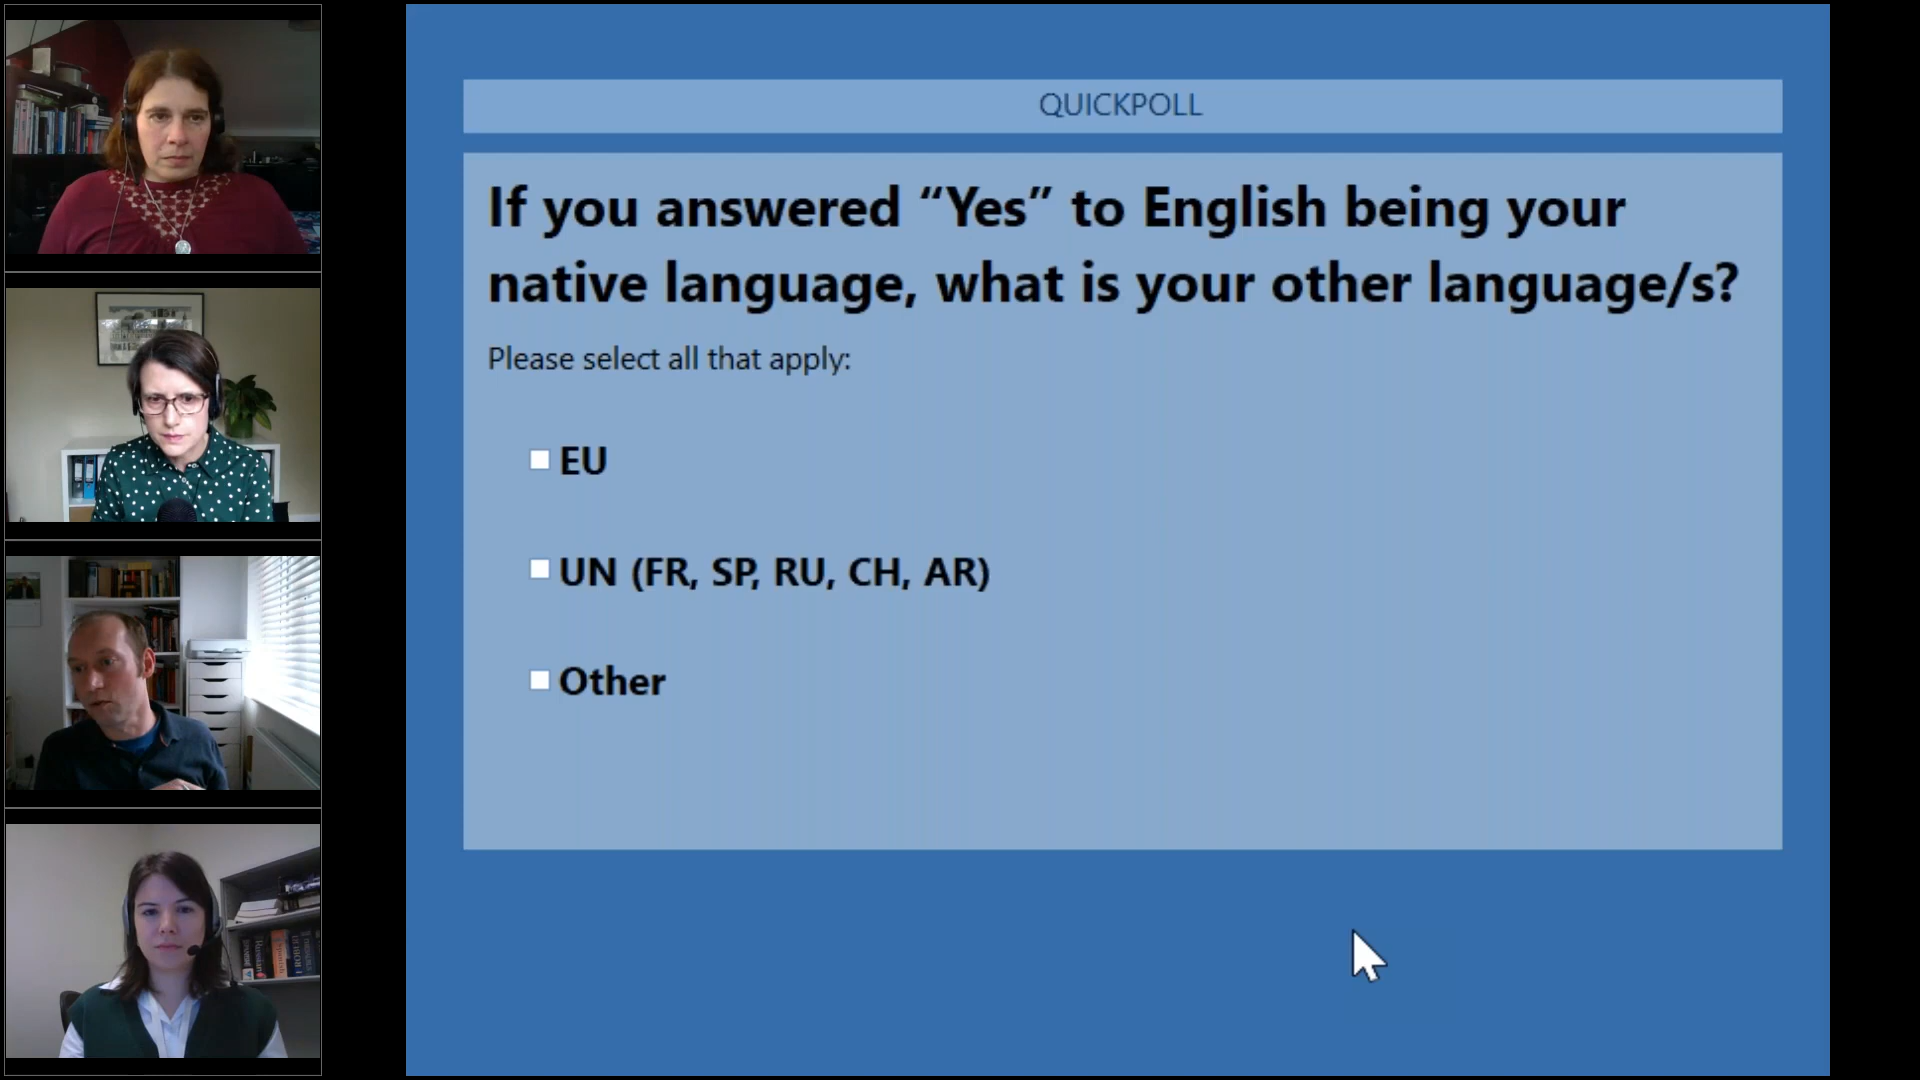 QUICKPOLL
If you answered “Yes” to English being your
native language, what is your other language/s?
Please select all that apply:
EU
UN (FR, SP, RU, CH, AR)
Other
Russian